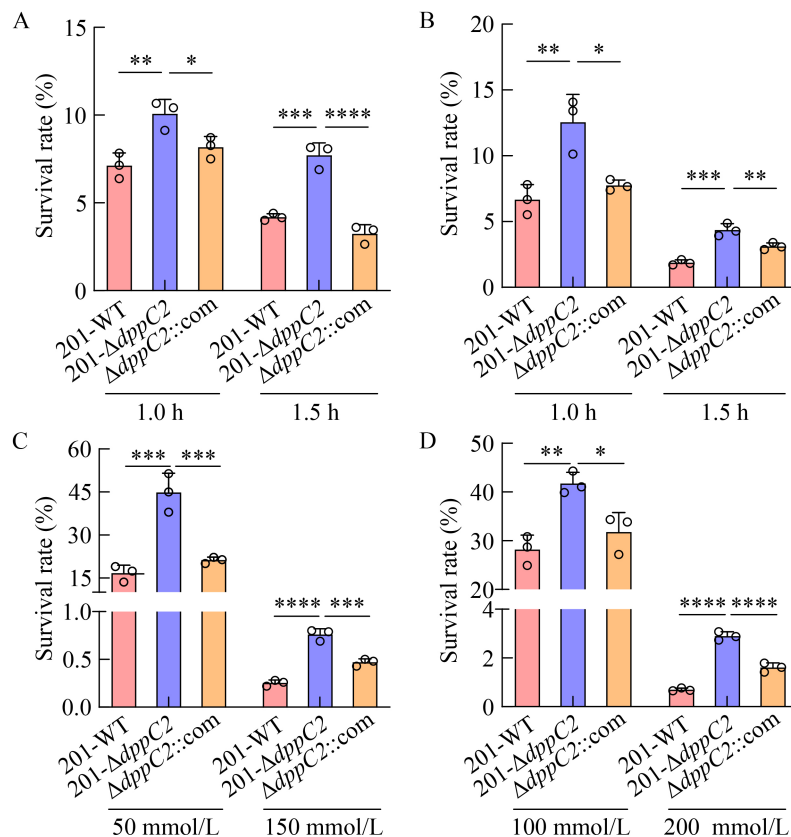 A
Survival rate (%)
15
10
5
0
** *
*** ****
201-WT
201-ΔdppC2
ΔdppC2::com
201-WT
201-ΔdppC2
ΔdppC2::com
1.0 h
1.5 h
B
Survival rate (%)
20
15
10
5
0
** *
*** **
201-WT
201-ΔdppC2
ΔdppC2::com
201-WT
201-ΔdppC2
ΔdppC2::com
1.0 h
1.5 h
C
Survival rate (%)
60
45
30
15
1.0
0.5
0.0
*** ***
**** ***
201-WT
201-ΔdppC2
ΔdppC2::com
201-WT
201-ΔdppC2
ΔdppC2::com
50 mmol/L
150 mmol/L
D
Survival rate (%)
50
40
30
20
4
2
0
** *
**** ****
201-WT
201-ΔdppC2
ΔdppC2::com
201-WT
201-ΔdppC2
ΔdppC2::com
100 mmol/L
200 mmol/L